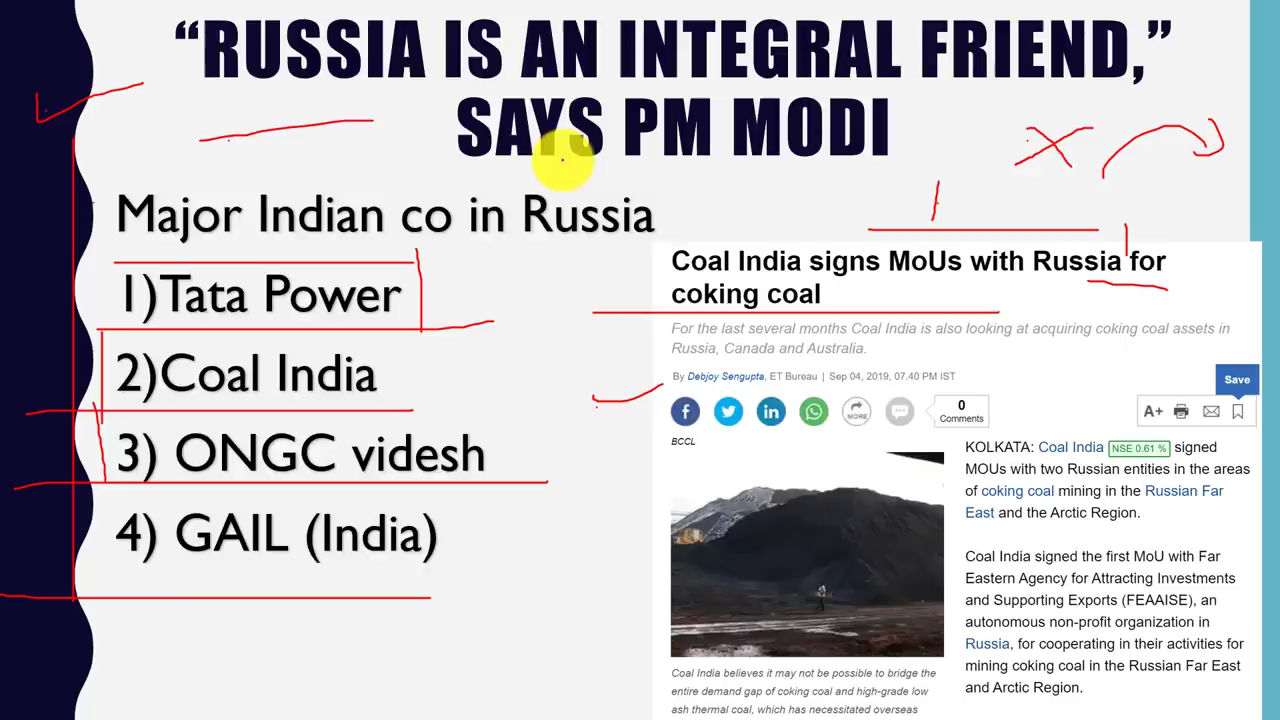 “RUSSIA IS AN INTEGRAL FRIEND,”
SAYS PM MODI
Major Indian co in Russia
1)Tata Power
2)Coal India
3) ONGC videsh
4) GAIL (India)
Coal India signs MoUs with Russia for
coking coal
For the last several months Coal India is also looking at acquiring coking coal assets in
Russia, Canada and Australia.
By Debjoy Sengupta, ET Bureau | Sep 04, 2019, 07.40 PM IST
Save
MORE
0
Comments
A+
BCCL
KOLKATA: Coal India NSE 0.61 % signed
MOUs with two Russian entities in the areas
of coking coal mining in the Russian Far
East and the Arctic Region.
Coal India signed the first MoU with Far
Eastern Agency for Attracting Investments
and Supporting Exports (FEAAISE), an
autonomous non-profit organization in
Russia, for cooperating in their activities for
mining coking coal in the Russian Far East
and Arctic Region.
Coal India believes it may not be possible to bridge the
entire demand gap of coking coal and high-grade low
ash thermal coal, which has necessitated overseas